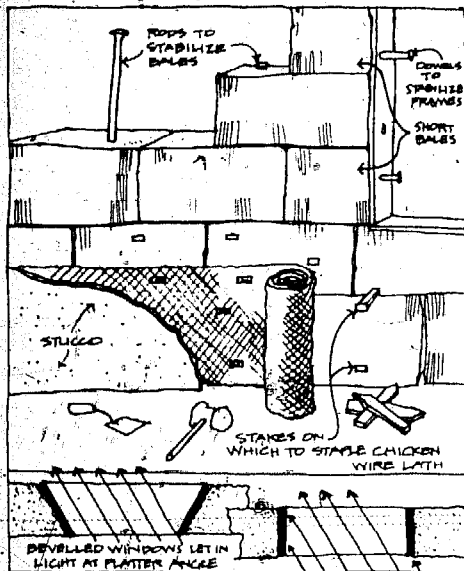 RODS TO
STABILIZE
BALES
DOWELS
TO
STABILIZE
FRAMES
SHORT
BALES
STUCCO
STAKES ON
WHICH TO STAPLE CHICKEN
WIRE LATH
BEVELLED WINDOWS LET IN
LIGHT AT FLATTER ANGLE